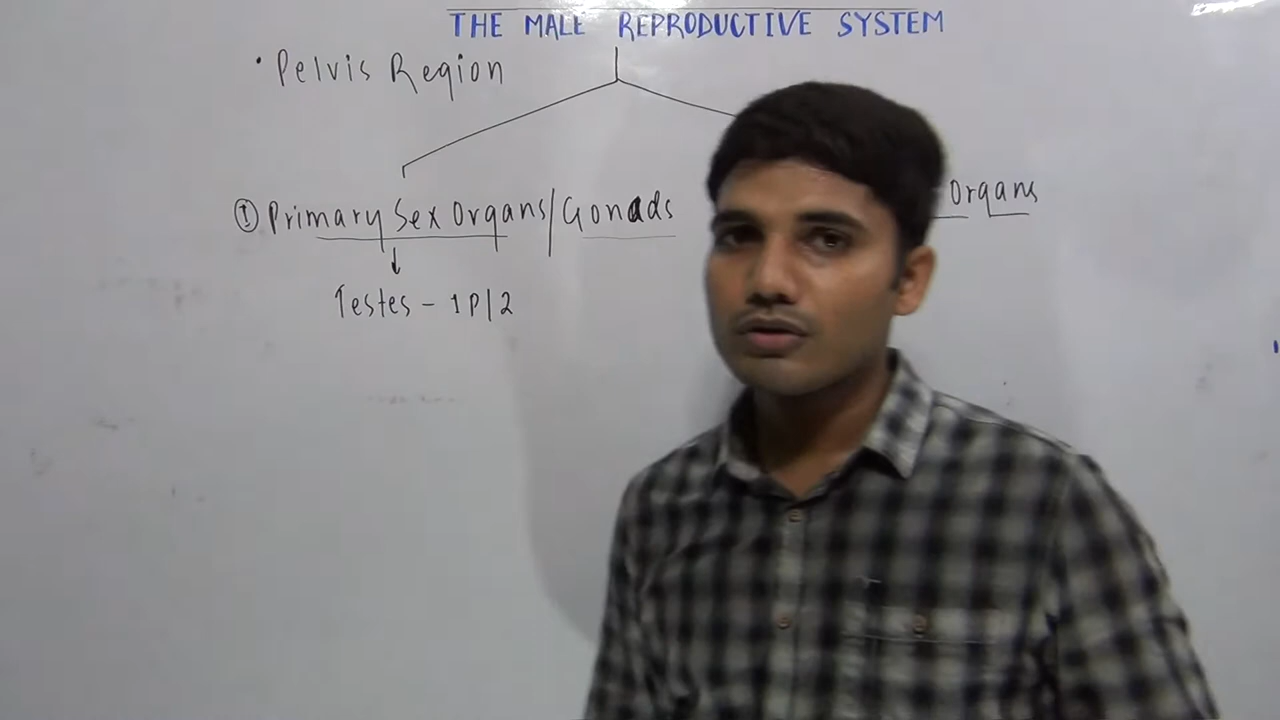 THE MALE REPRODUCTIVE SYSTEM
• Pelvis Region
① Primary Sex Organs/Gonads
Organs
Testes - 1P/2